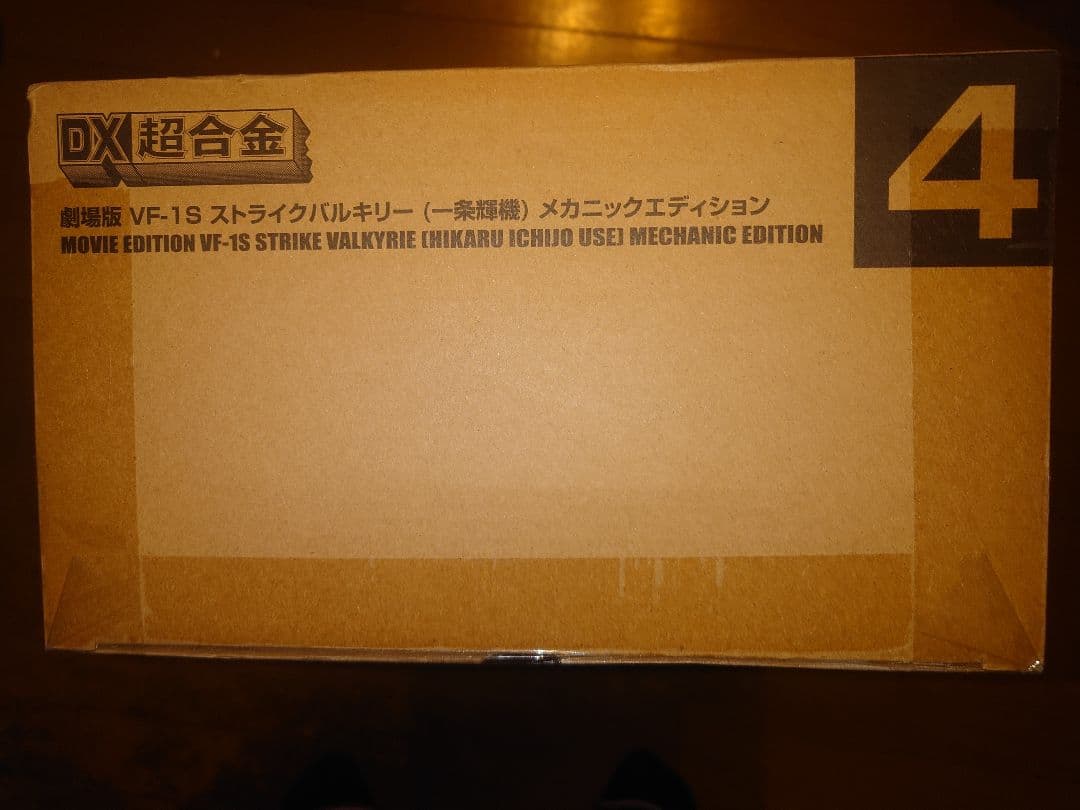 DX超合金
4
劇場版 VF-1S ストライクバルキリー（一条輝機）メカニックエディション
MOVIE EDITION VF-1S STRIKE VALKYRIE (HIKARU ICHIJO USE) MECHANIC EDITION